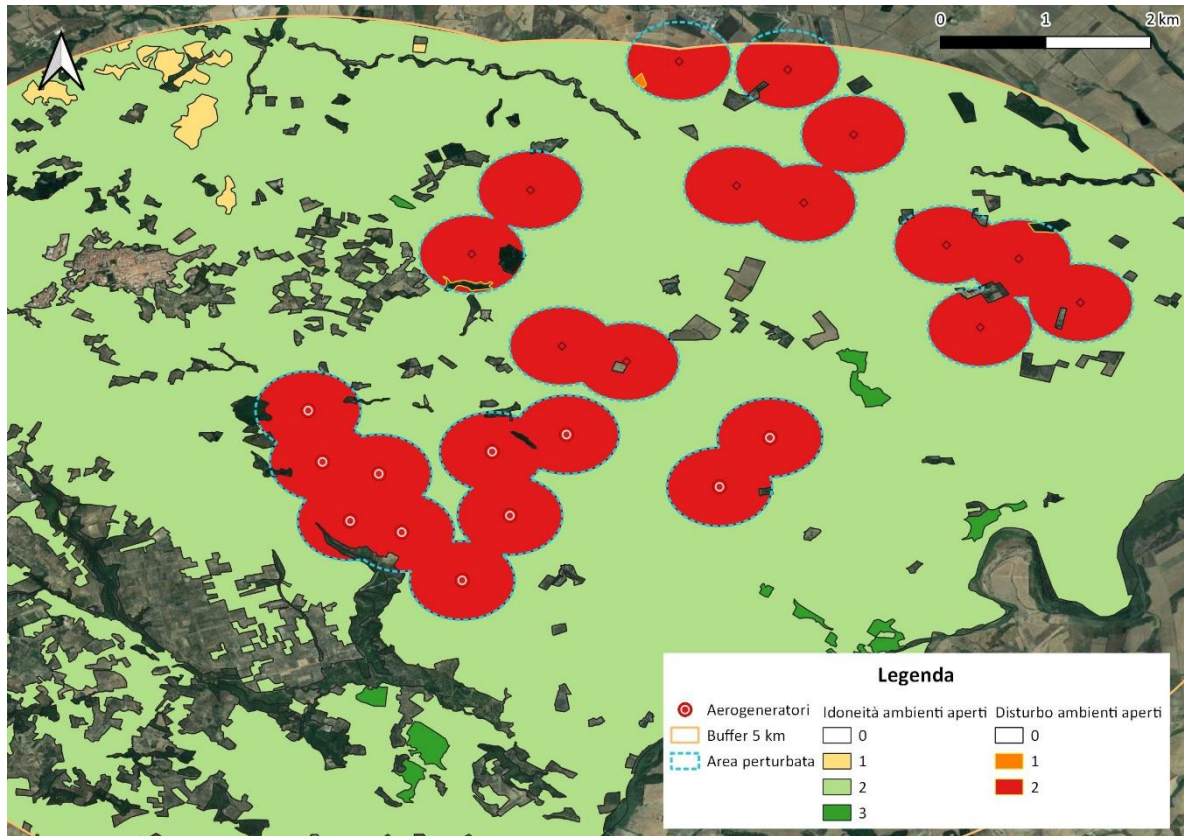 0 1 2 km
Legenda
Aerogeneratori
Buffer 5 km
Area perturbata
Idoneità ambienti aperti
0
1
2
3
Disturbo ambienti aperti
0
1
2